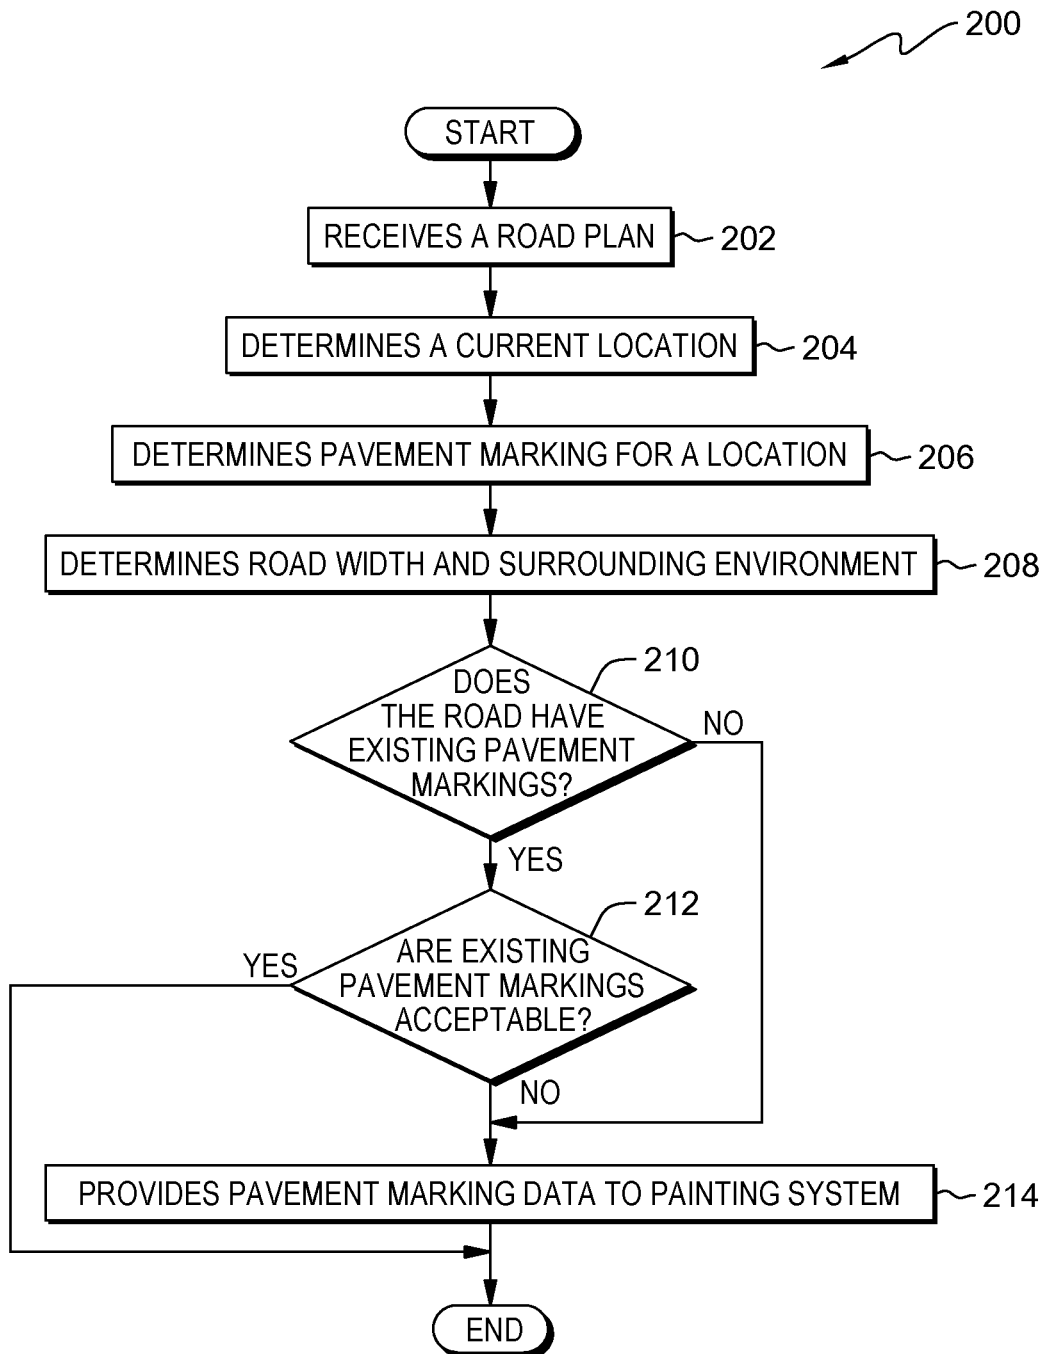 200
START
RECEIVES A ROAD PLAN
202
DETERMINES A CURRENT LOCATION
204
DETERMINES PAVEMENT MARKING FOR A LOCATION
206
DETERMINES ROAD WIDTH AND SURROUNDING ENVIRONMENT
208
210
DOES
THE ROAD HAVE
EXISTING PAVEMENT
MARKINGS?
NO
YES
212
ARE EXISTING
PAVEMENT MARKINGS
ACCEPTABLE?
YES
NO
PROVIDES PAVEMENT MARKING DATA TO PAINTING SYSTEM
214
END